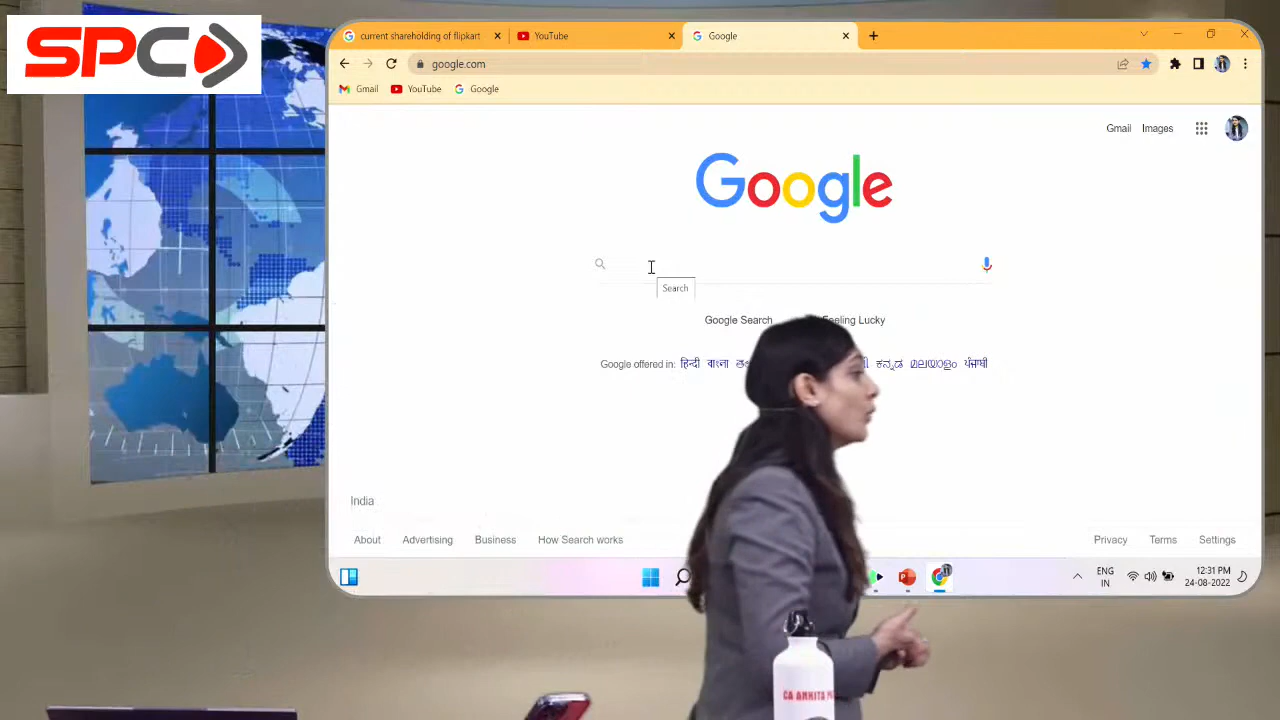 SPC
current shareholding of flipkart
YouTube
Google
google.com
Gmail
YouTube
Google
Gmail
Images
Google
Search
Google Search
Feeling Lucky
Google offered in: हिन्दी বাংলা ಕನ್ನಡ മലയാളം ਪੰਜਾਬੀ
India
About
Advertising
Business
How Search works
Privacy
Terms
Settings
ENG
IN
12:31 PM
24-08-2022
CA ANKITA